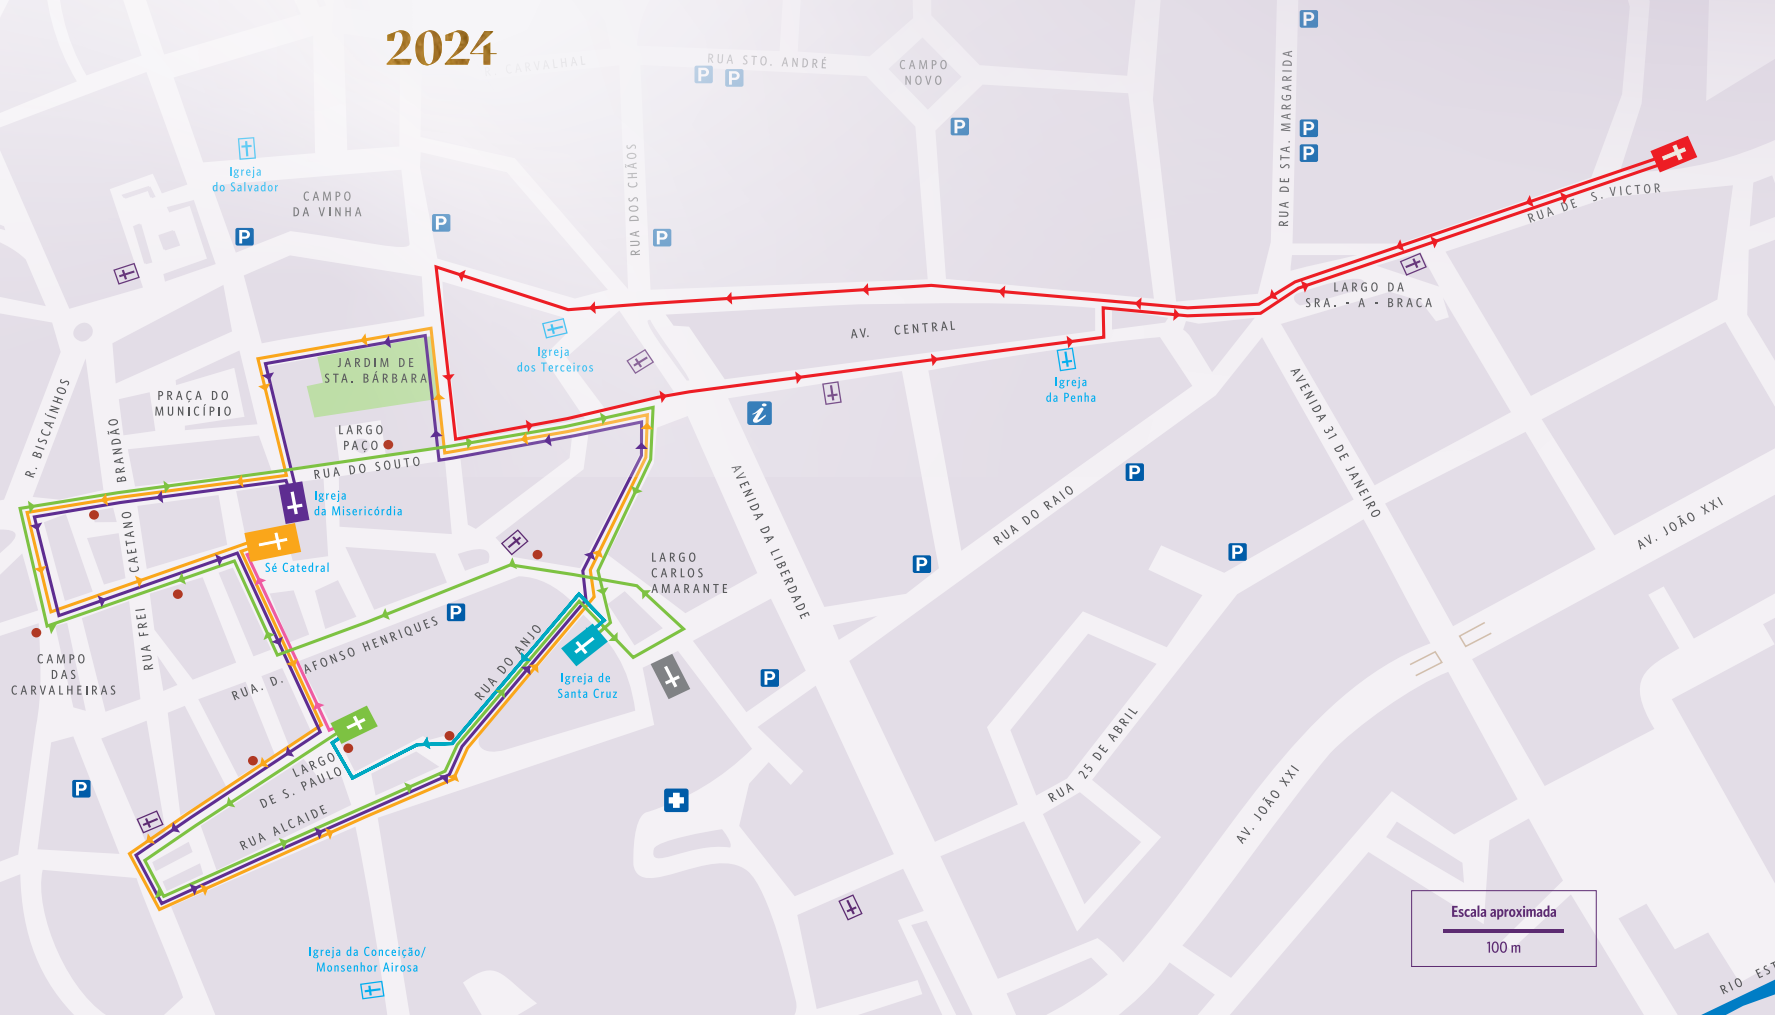 2024
R. CARVALHAL
RUA STO. ANDRÉ
CAMPO
NOVO
P
P
P
P
P
P
RUA DE STA. MARGARIDA
Igreja
do Salvador
CAMPO
DA VINHA
RUA DOS CHÃOS
P
P
P
RUA DE S. VICTOR
LARGO DA
SRA. - A - BRACA
AV. CENTRAL
Igreja
dos Terceiros
Igreja
da Penha
i
JARDIM DE
STA. BÁRBARA
PRAÇA DO
MUNICÍPIO
R. BISCAÍNHOS
LARGO
PAÇO
RUA DO SOUTO
RUA FREI CAETANO BRANDÃO
Igreja
da Misericórdia
Sé Catedral
AVENIDA DA LIBERDADE
AVENIDA 31 DE JANEIRO
RUA DO RAIO
P
P
P
AV. JOÃO XXI
LARGO
CARLOS
AMARANTE
P
RUA. D. AFONSO HENRIQUES
RUA DO ANJO
Igreja de
Santa Cruz
P
CAMPO
DAS
CARVALHEIRAS
LARGO
DE S. PAULO
RUA ALCAIDE
P
RUA 25 DE ABRIL
AV. JOÃO XXI
Igreja da Conceição/
Monsenhor Airosa
Escala aproximada
100 m
RIO EST